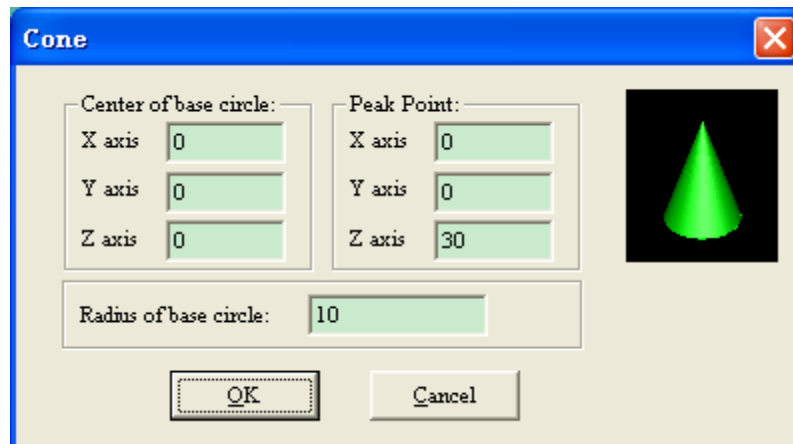 Cone
Center of base circle:
X axis 0
Y axis 0
Z axis 0
Peak Point:
X axis 0
Y axis 0
Z axis 30
Radius of base circle: 10
OK Cancel